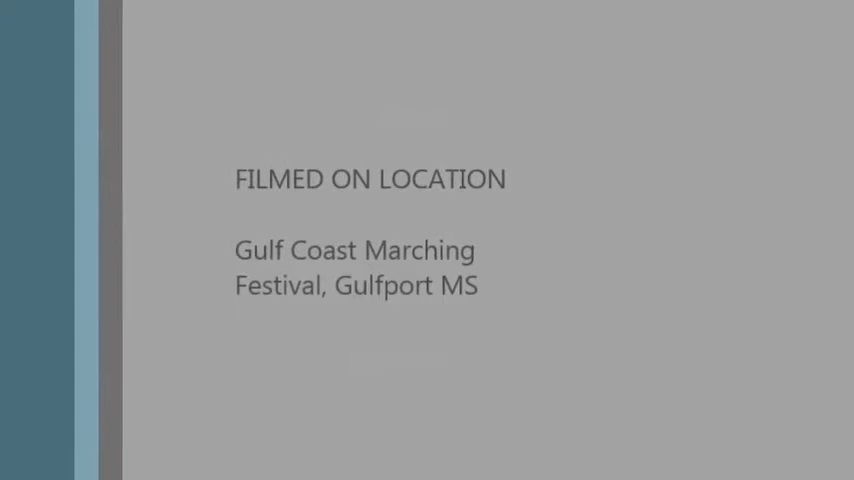 FILMED ON LOCATION
Gulf Coast Marching
Festival, Gulfport MS